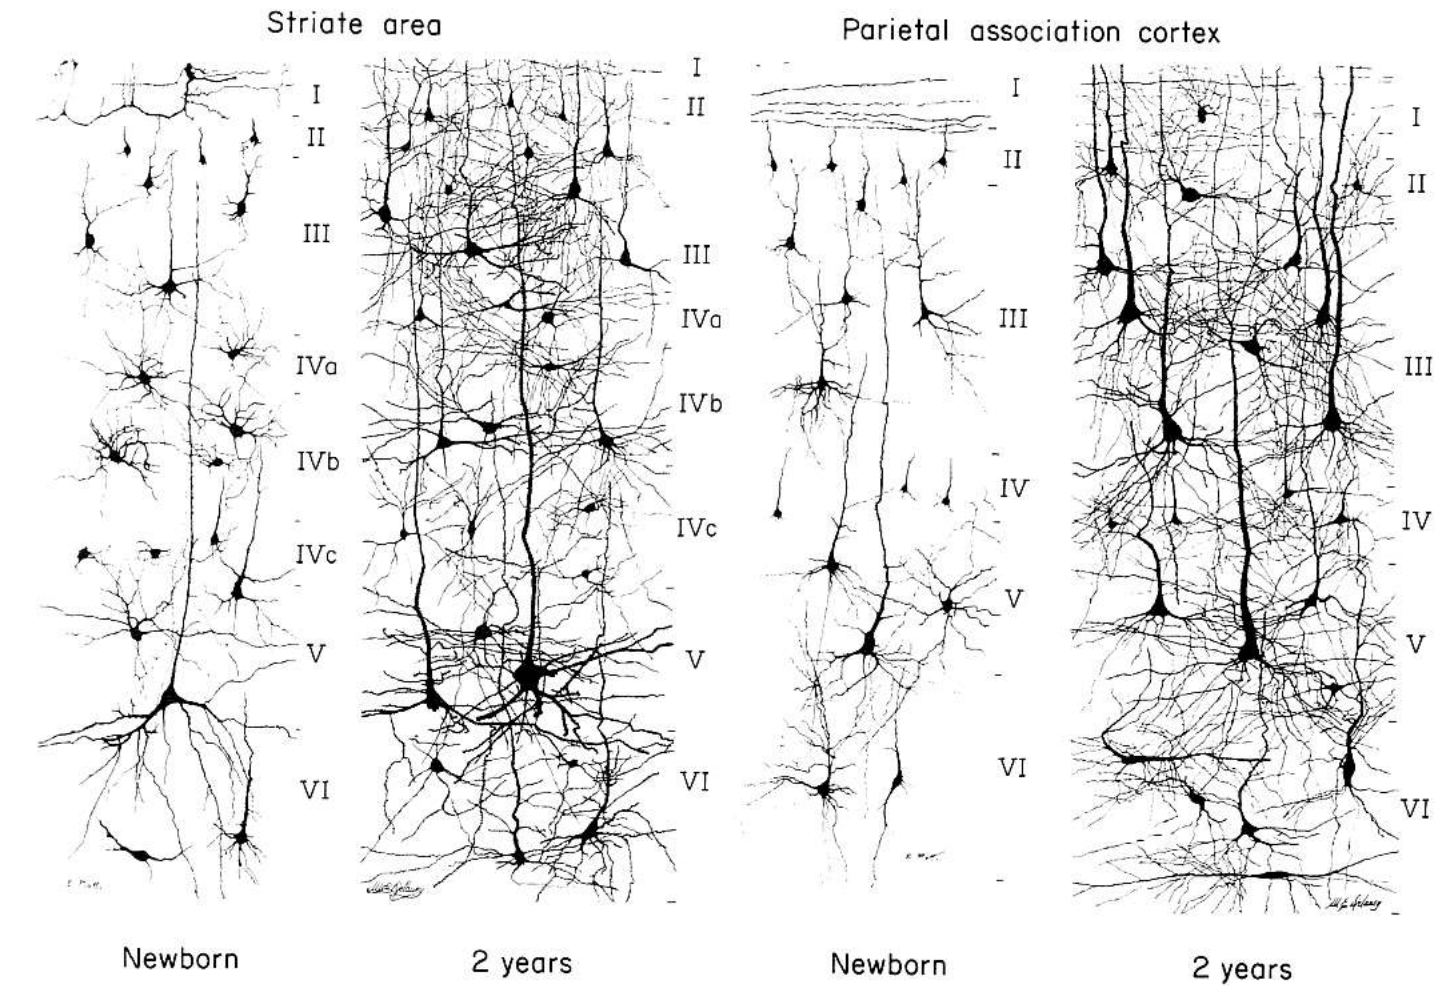 Striate area
Parietal association cortex
I
II
III
IVa
IVb
IVc
V
VI
I
II
III
IVa
IVb
IVc
V
VI
I
II
III
IV
V
VI
I
II
III
IV
V
VI
Newborn
2 years
Newborn
2 years